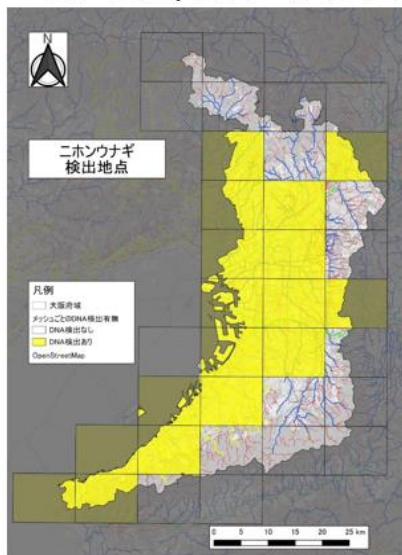 N
ニホンウナギ
検出地点
凡例
大阪府域
メッシュごとのDNA検出有無
DNA検出なし
DNA検出あり
OpenStreetMap
0 5 10 15 20 25 km